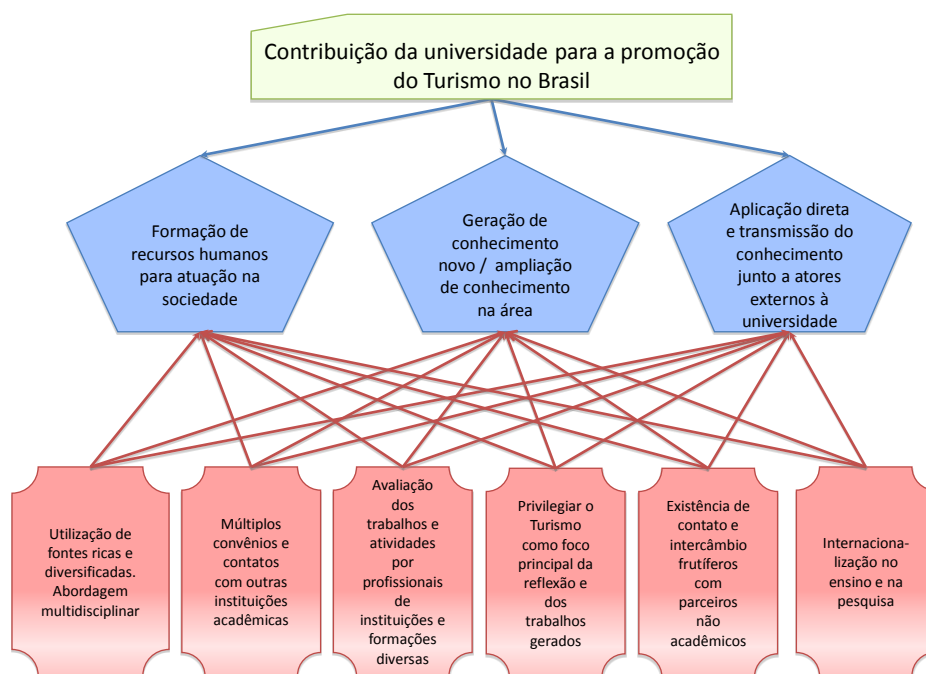 Contribuição da universidade para a promoção
do Turismo no Brasil
Formação de
recursos humanos
para atuação na
sociedade
Geração de
conhecimento
novo / ampliação
de conhecimento
na área
Aplicação direta
e transmissão do
conhecimento
junto a atores
externos à
universidade
Utilização de
fontes ricas e
diversificadas.
Abordagem
multidisciplinar
Múltiplos
convênios e
contatos
com outras
instituições
acadêmicas
Avaliação
dos
trabalhos e
atividades
por
profissionais
de
instituições e
formações
diversas
Privilegiar o
Turismo
como foco
principal da
reflexão e
dos
trabalhos
gerados
Existência de
contato e
intercâmbio
frutíferos
com
parceiros
não
acadêmicos
Internaciona-
lização no
ensino e na
pesquisa